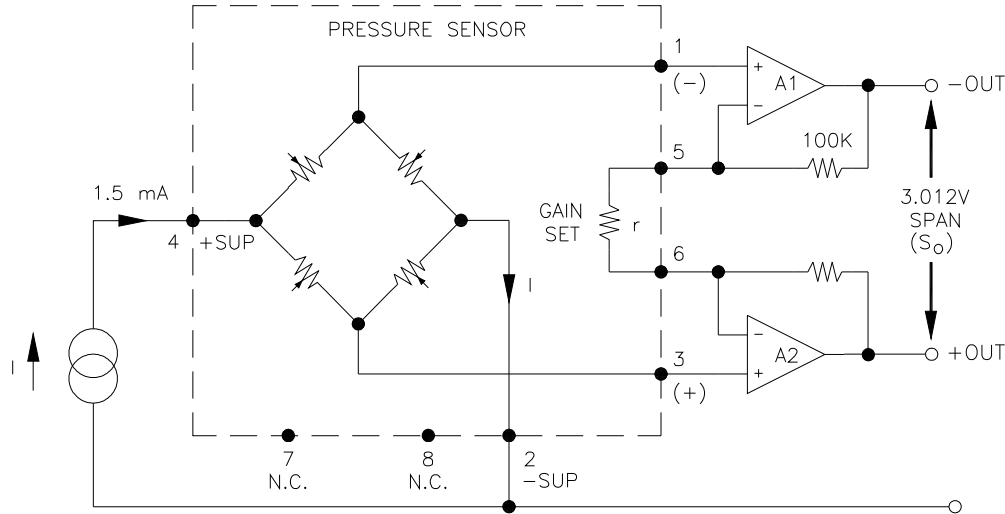 PRESSURE SENSOR
1
(-)
+
A1
-
-OUT
100K
5
1.5 mA
4
+SUP
GAIN
SET
r
3.012V
SPAN
(So)
6
I
-
A2
+
+OUT
3
(+)
I
7
N.C.
8
N.C.
2
-SUP